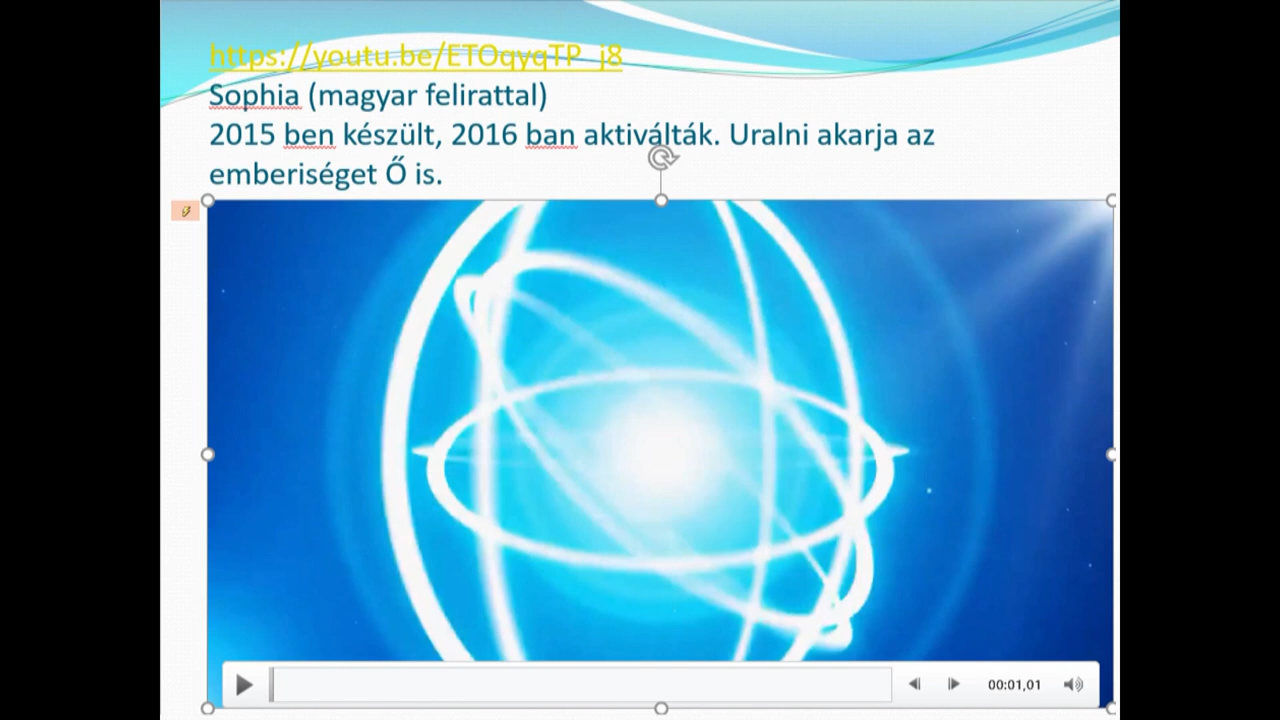 https://youtu.be/ETOqyqTP_j8
Sophia (magyar felirattal)
2015 ben készült, 2016 ban aktiválták. Uralni akarja az
emberiséget Ő is.
00:01,01